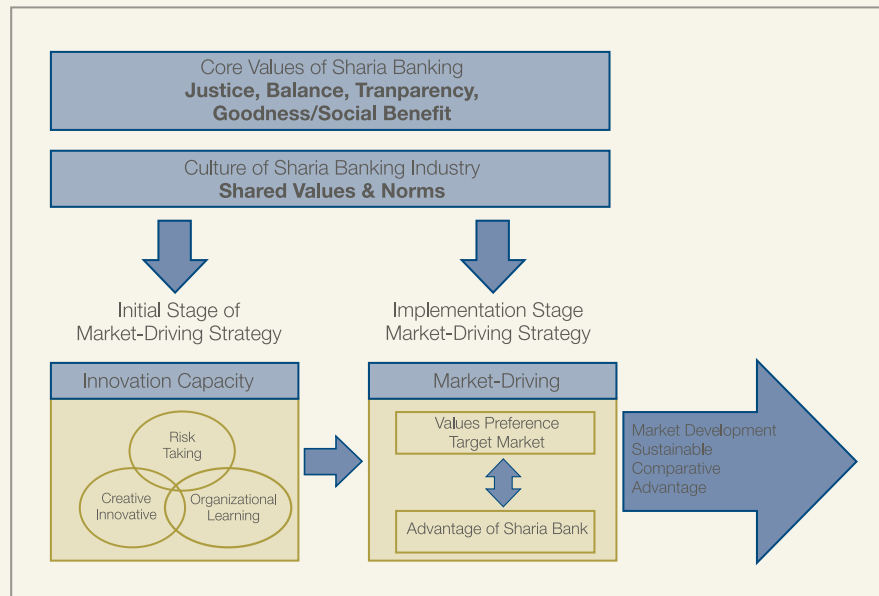 Core Values of Sharia Banking
Justice, Balance, Tranparency,
Goodness/Social Benefit
Culture of Sharia Banking Industry
Shared Values & Norms
Initial Stage of
Market-Driving Strategy
Implementation Stage
Market-Driving Strategy
Innovation Capacity
Risk
Taking
Creative
Innovative
Organizational
Learning
Market-Driving
Values Preference
Target Market
Advantage of Sharia Bank
Market Development
Sustainable
Comparative
Advantage